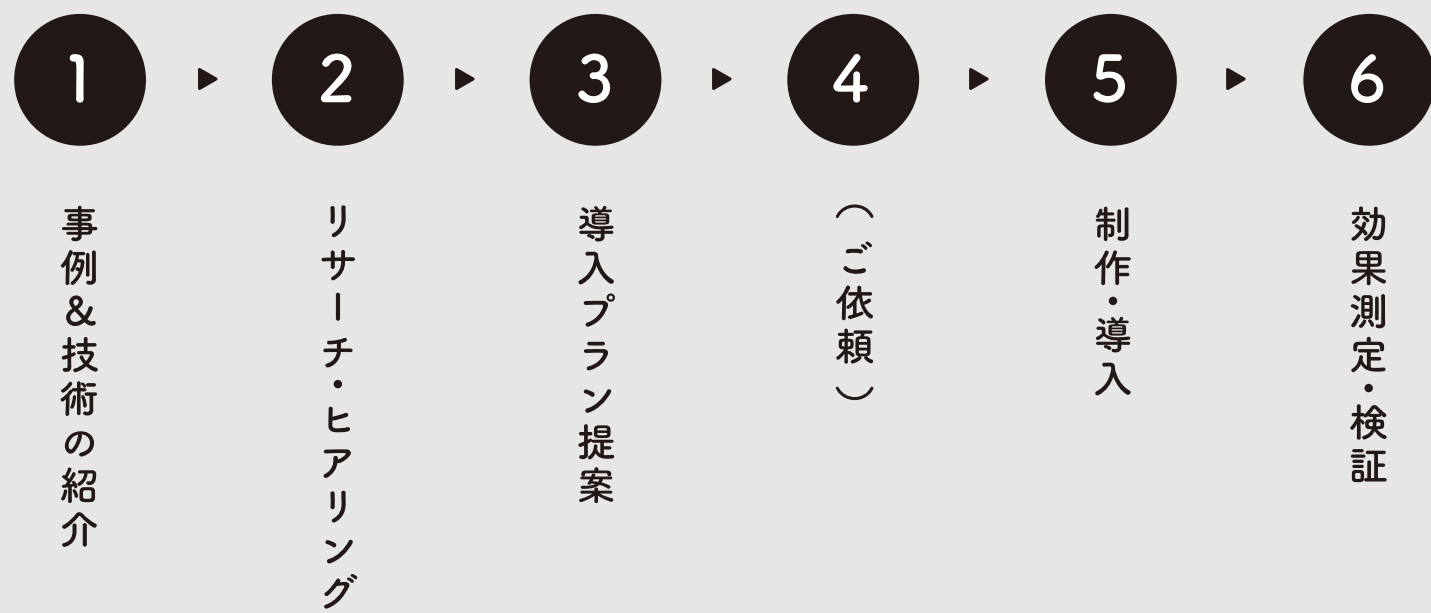 1
事例&技術の紹介
2
リサーチ・ヒアリング
3
導入プラン提案
4
（ご依頼）
5
制作・導入
6
効果測定・検証